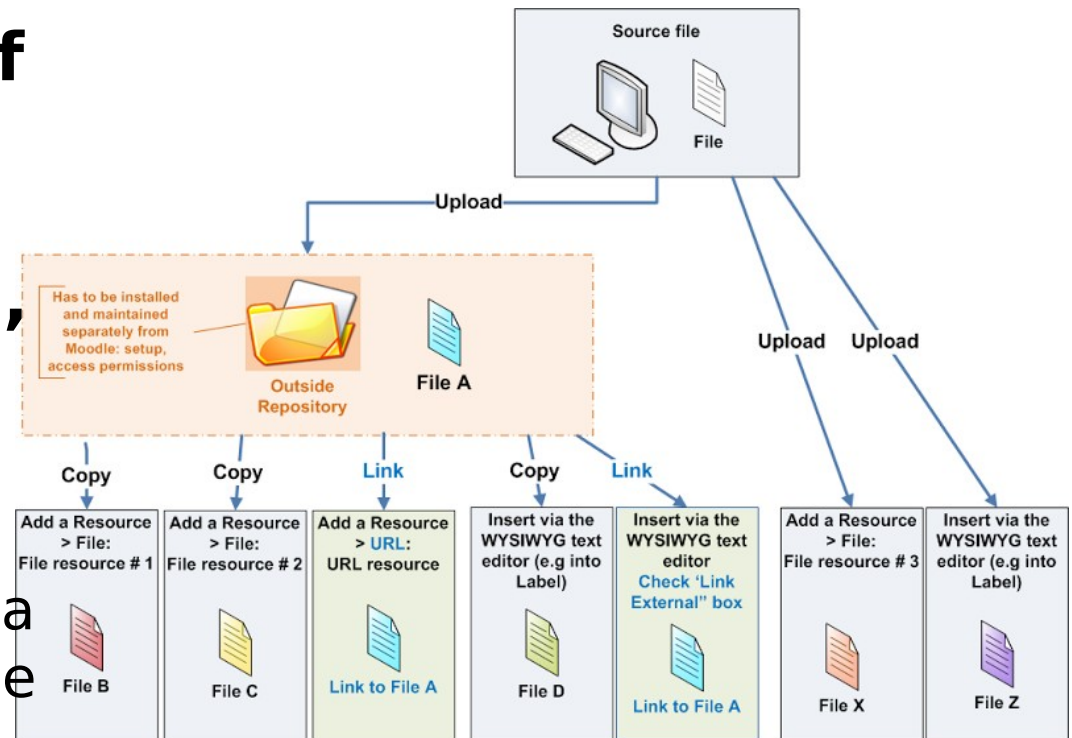 f
Source file
File
Upload
,
Has to be installed
and maintained
separately from
Moodle: setup,
access permissions
Outside
Repository
File A
Upload
Upload
Copy
Copy
Link
Copy
Link
Add a Resource
> File:
File resource # 1
File B
Add a Resource
> File:
File resource # 2
File C
Add a Resource
> URL:
URL resource
Link to File A
Insert via the
WYSIWYG text
editor (e.g into
Label)
File D
Insert via the
WYSIWYG text
editor
Check ‘Link
External” box
Link to File A
Add a Resource
> File:
File resource # 3
File X
Insert via the
WYSIWYG text
editor (e.g into
Label)
File Z
a
e